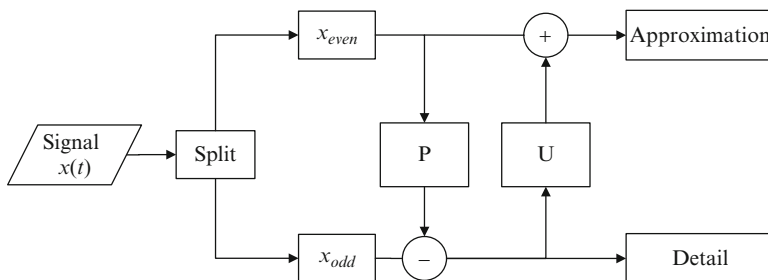 x_even
+
Approximation
Signal
x(t)
Split
P
U
x_odd
−
Detail